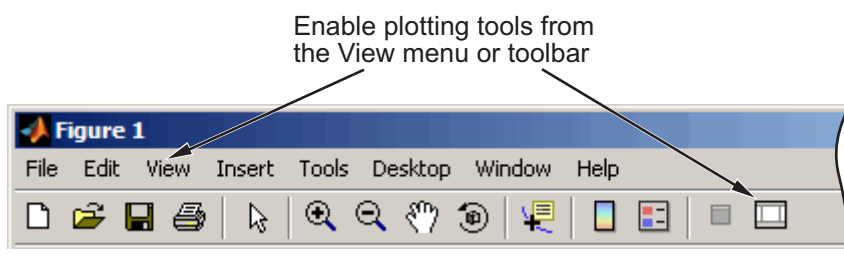 Enable plotting tools from
the View menu or toolbar
Figure 1
File Edit View Insert Tools Desktop Window Help